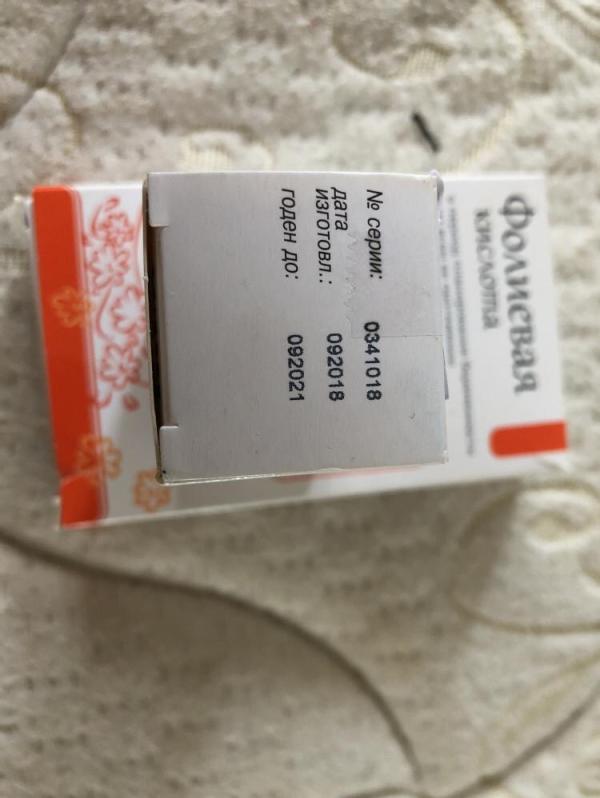 № серии: 0341018
дата
изготовл.: 092018
годен до: 092021
Фолиевая
кислота